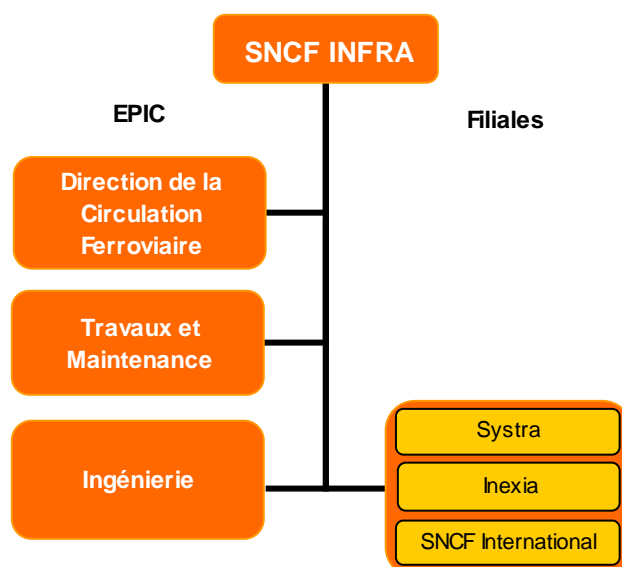 SNCF INFRA
EPIC
Filiales
Direction de la
Circulation
Ferroviaire
Travaux et
Maintenance
Ingénierie
Systra
Inexia
SNCF International